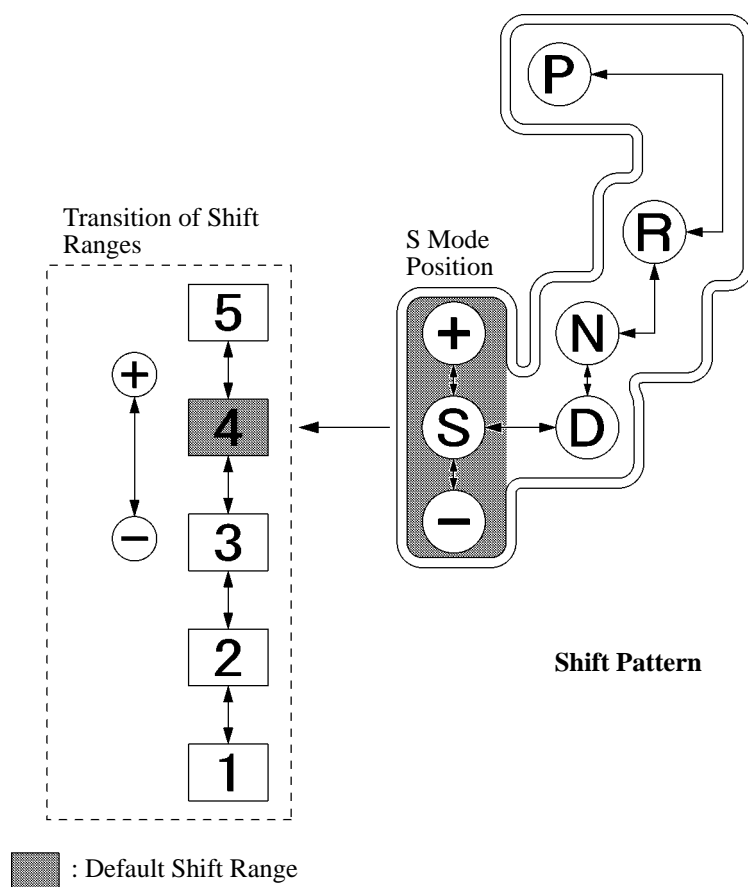 P
R
Transition of Shift
Ranges
S Mode
Position
5
+
N
+
4
S
D
−
3
−
2
Shift Pattern
1
: Default Shift Range